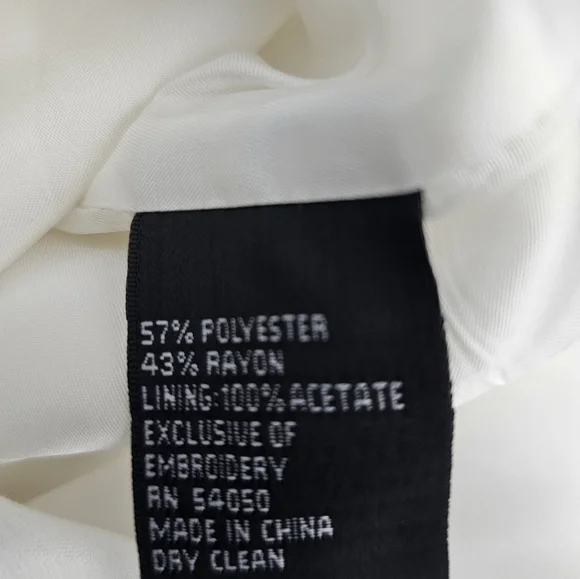 57% POLYESTER
43% RAYON
LINING:100% ACETATE
EXCLUSIVE OF
EMBROIDERY
RN 54050
MADE IN CHINA
DRY CLEAN